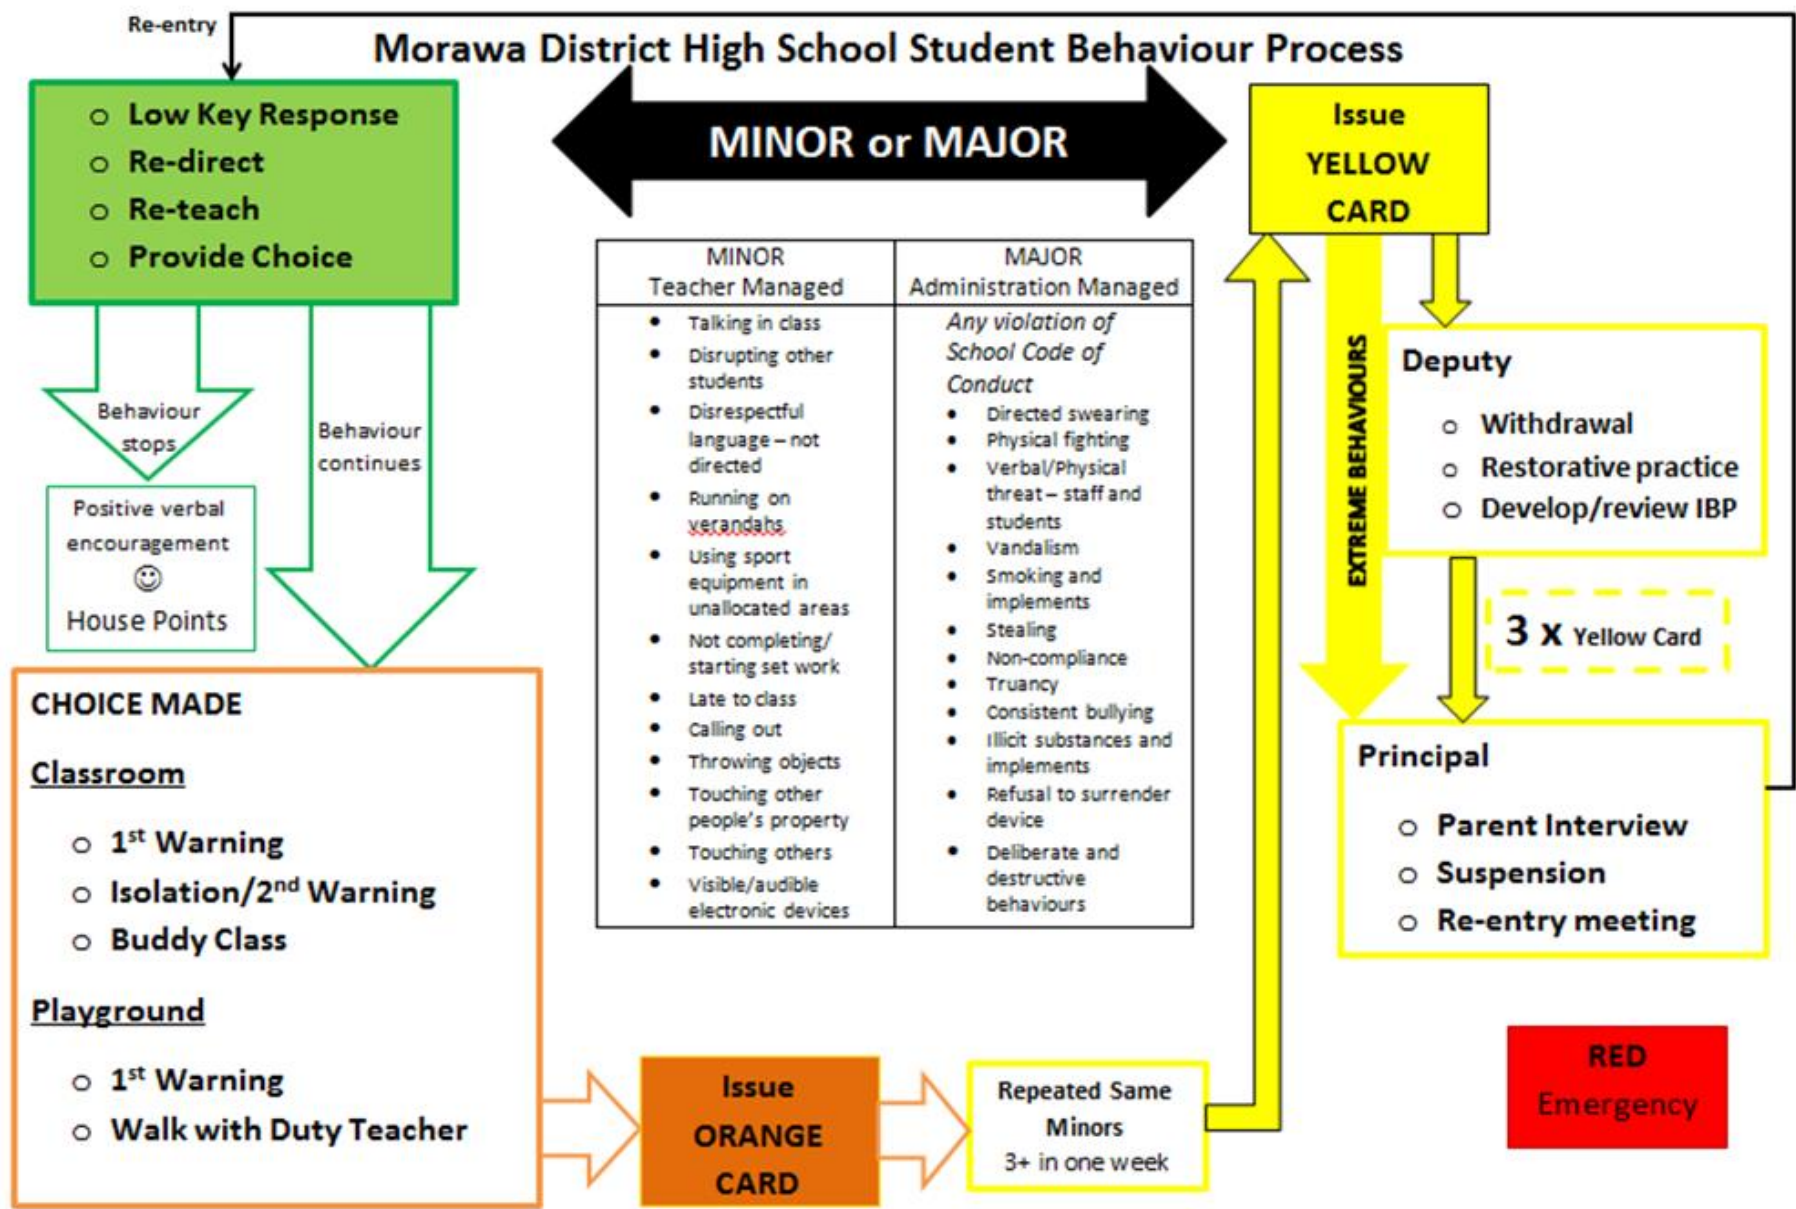 Re-entry
Morawa District High School Student Behaviour Process
o Low Key Response
o Re-direct
o Re-teach
o Provide Choice
MINOR or MAJOR
Issue
YELLOW
CARD
Behaviour
stops
Behaviour
continues
Positive verbal
encouragement
☺
House Points
MINOR
Teacher Managed
• Talking in class
• Disrupting other
students
• Disrespectful
language – not
directed
• Running on
verandahs
• Using sport
equipment in
unallocated areas
• Not completing/
starting set work
• Late to class
• Calling out
• Throwing objects
• Touching other
people's property
• Touching others
• Visible/audible
electronic devices
MAJOR
Administration Managed
Any violation of
School Code of
Conduct
• Directed swearing
• Physical fighting
• Verbal/Physical
threat – staff and
students
• Vandalism
• Smoking and
implements
• Stealing
• Non-compliance
• Truancy
• Consistent bullying
• Illicit substances and
implements
• Refusal to surrender
device
• Deliberate and
destructive
behaviours
EXTREME BEHAVIOURS
Deputy
o Withdrawal
o Restorative practice
o Develop/review IBP
3 x Yellow Card
Principal
o Parent Interview
o Suspension
o Re-entry meeting
CHOICE MADE
Classroom
o 1st Warning
o Isolation/2nd Warning
o Buddy Class
Playground
o 1st Warning
o Walk with Duty Teacher
Issue
ORANGE
CARD
Repeated Same
Minors
3+ in one week
RED
Emergency